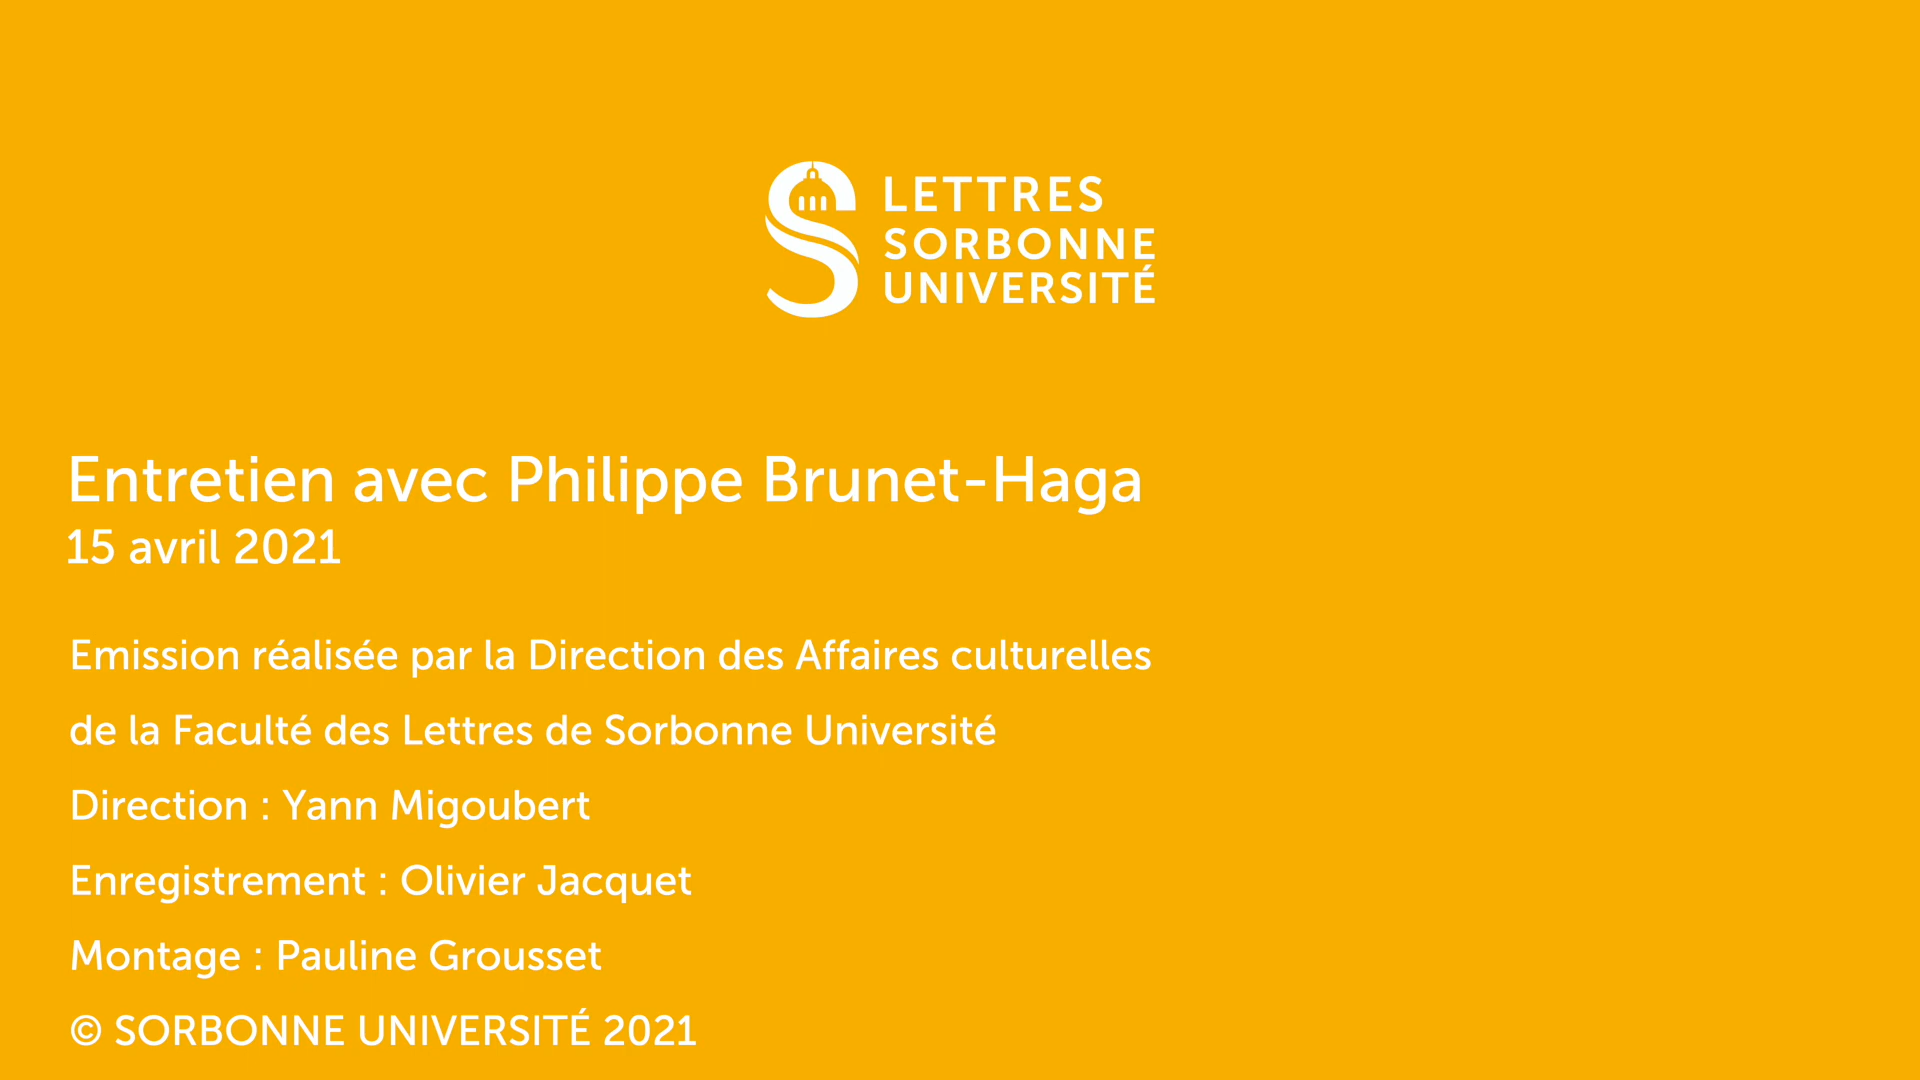 LETTRES
SORBONNE
UNIVERSITÉ
Entretien avec Philippe Brunet-Haga
15 avril 2021
Emission réalisée par la Direction des Affaires culturelles
de la Faculté des Lettres de Sorbonne Université
Direction : Yann Migoubert
Enregistrement : Olivier Jacquet
Montage : Pauline Grousset
© SORBONNE UNIVERSITÉ 2021